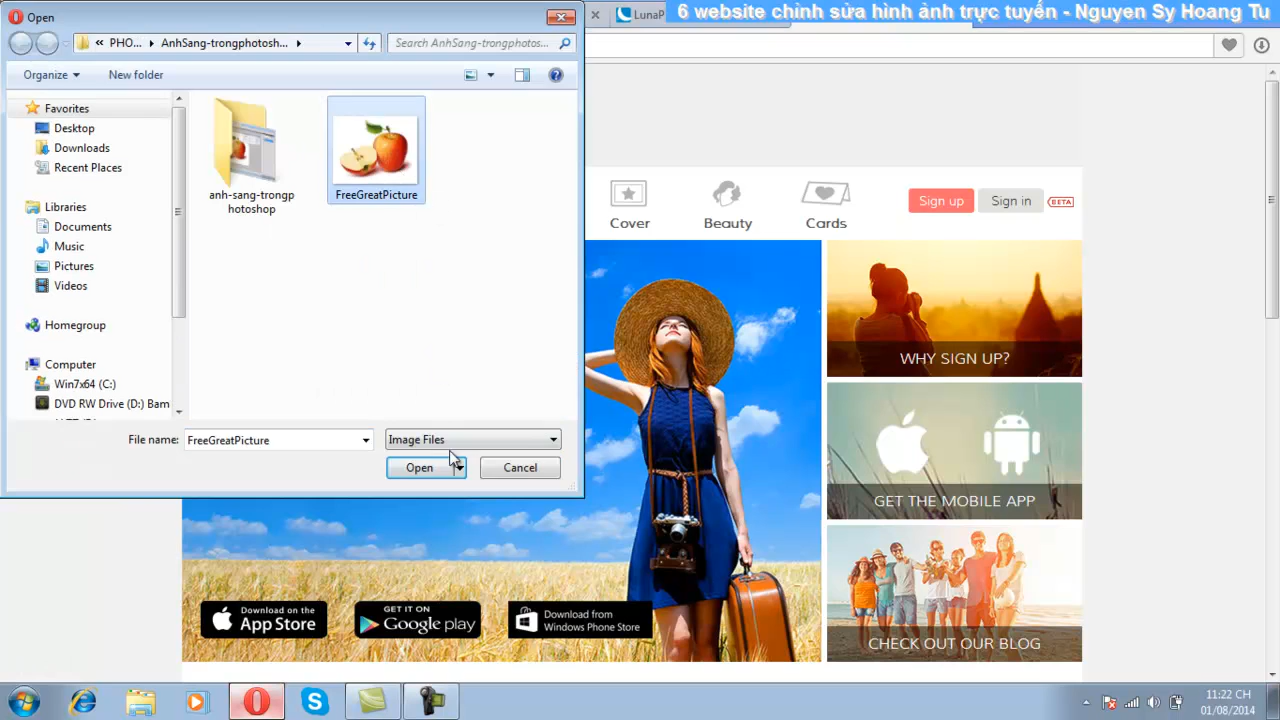 Open
LunaP
6 website chỉnh sửa hình ảnh trực tuyến - Nguyen Sy Hoang Tu
« PHO...
AnhSang-trongphotosh...
Search AnhSang-trongphotos...
Organize
New folder
Favorites
Desktop
Downloads
Recent Places
Libraries
Documents
Music
Pictures
Videos
Homegroup
Computer
Win7x64 (C:)
DVD RW Drive (D:) Bam
anh-sang-trongp
hotoshop
FreeGreatPicture
File name:
FreeGreatPicture
Image Files
Open
Cancel
Cover
Beauty
Cards
Sign up
Sign in
BETA
WHY SIGN UP?
GET THE MOBILE APP
CHECK OUT OUR BLOG
Download on the
App Store
GET IT ON
Google play
Download from
Windows Phone Store
11:22 CH
01/08/2014